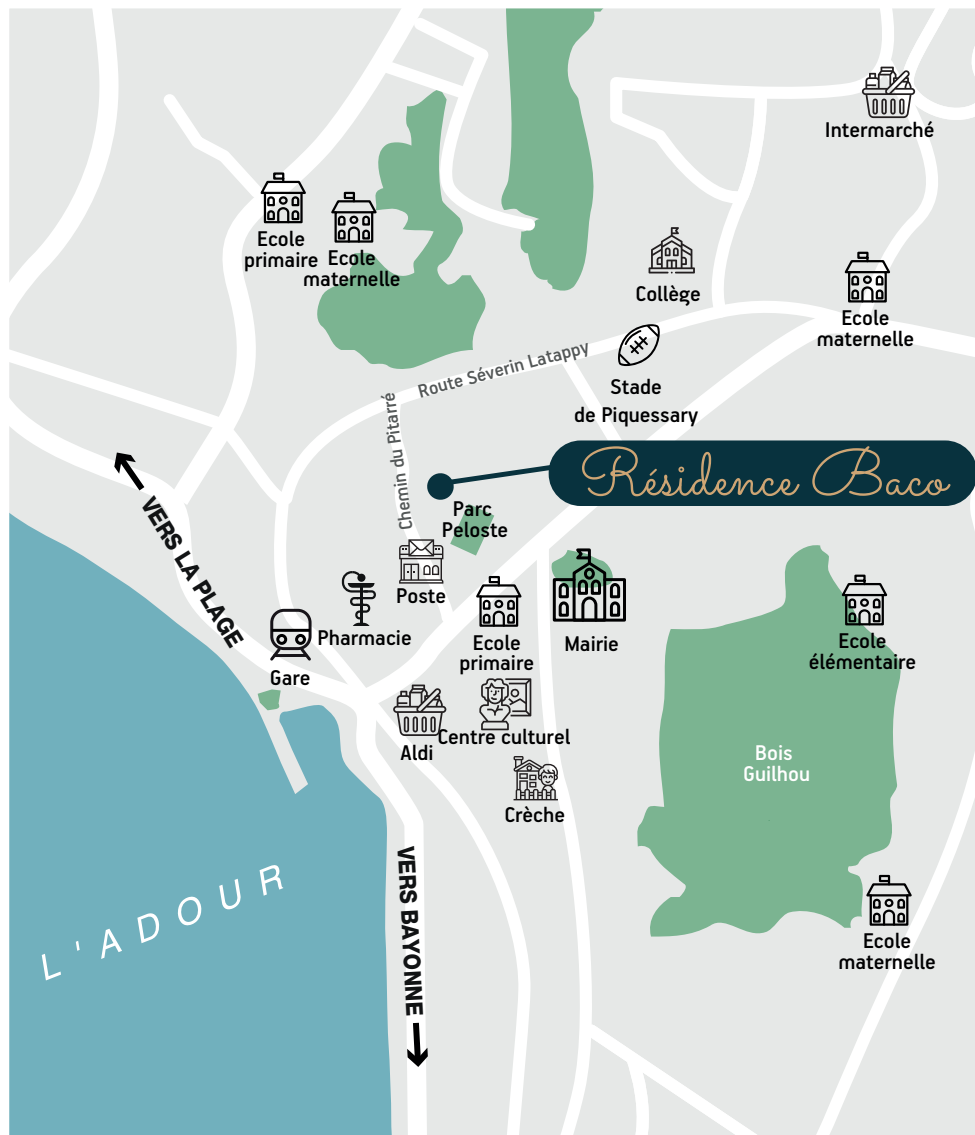 Intermarché
Ecole
primaire
Ecole
maternelle
Collège
Ecole
maternelle
Route Séverin Latappy
Stade
de Piquessary
Chemin du Pitarré
Résidence Baco
Parc
Peloste
VERS LA PLAGE
Poste
Pharmacie
Gare
Ecole
primaire
Mairie
Ecole
élémentaire
Aldi
Centre culturel
Bois
Guilhou
Crèche
L'ADOUR
VERS BAYONNE
Ecole
maternelle